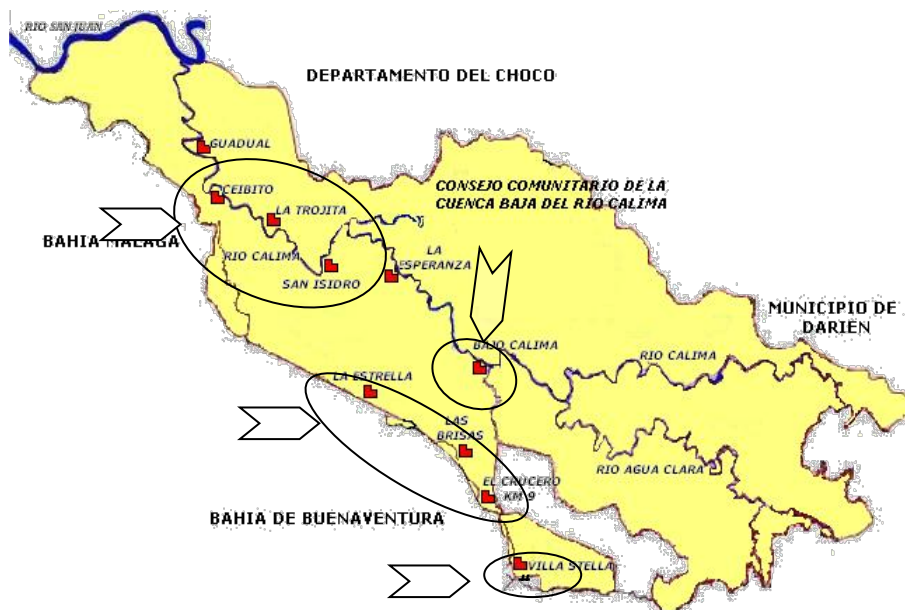 RIO SAN JUAN
DEPARTAMENTO DEL CHOCO
GUADUAL
CEIBITO
CONSEJO COMUNITARIO DE LA
CUENCA BAJA DEL RIO CALIMA
LA TROJITA
BAHIA MALAGA
RIO CALIMA
LA
ESPERANZA
SAN ISIDRO
MUNICIPIO DE
DARIEN
BAJO CALIMA
RIO CALIMA
LA ESTRELLA
LAS
BRISAS
RIO AGUA CLARA
EL CRUCERO
KM 9
BAHIA DE BUENAVENTURA
VILLA STELLA